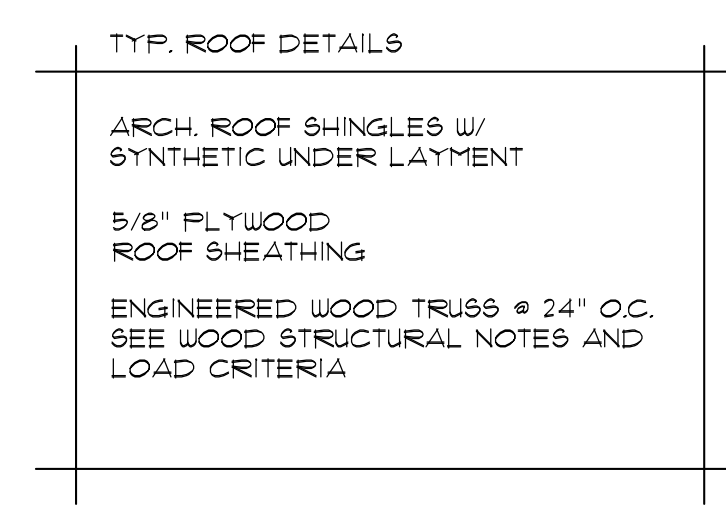 TYP. ROOF DETAILS
ARCH. ROOF SHINGLES W/
SYNTHETIC UNDER LAYMENT
5/8" PLYWOOD
ROOF SHEATHING
ENGINEERED WOOD TRUSS @ 24" O.C.
SEE WOOD STRUCTURAL NOTES AND
LOAD CRITERIA